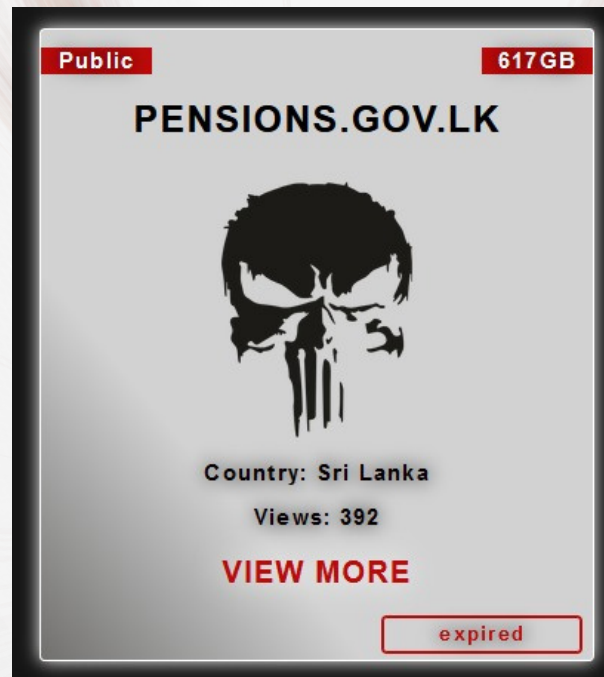 Public
617GB
PENSIONS.GOV.LK
Country: Sri Lanka
Views: 392
VIEW MORE
expired